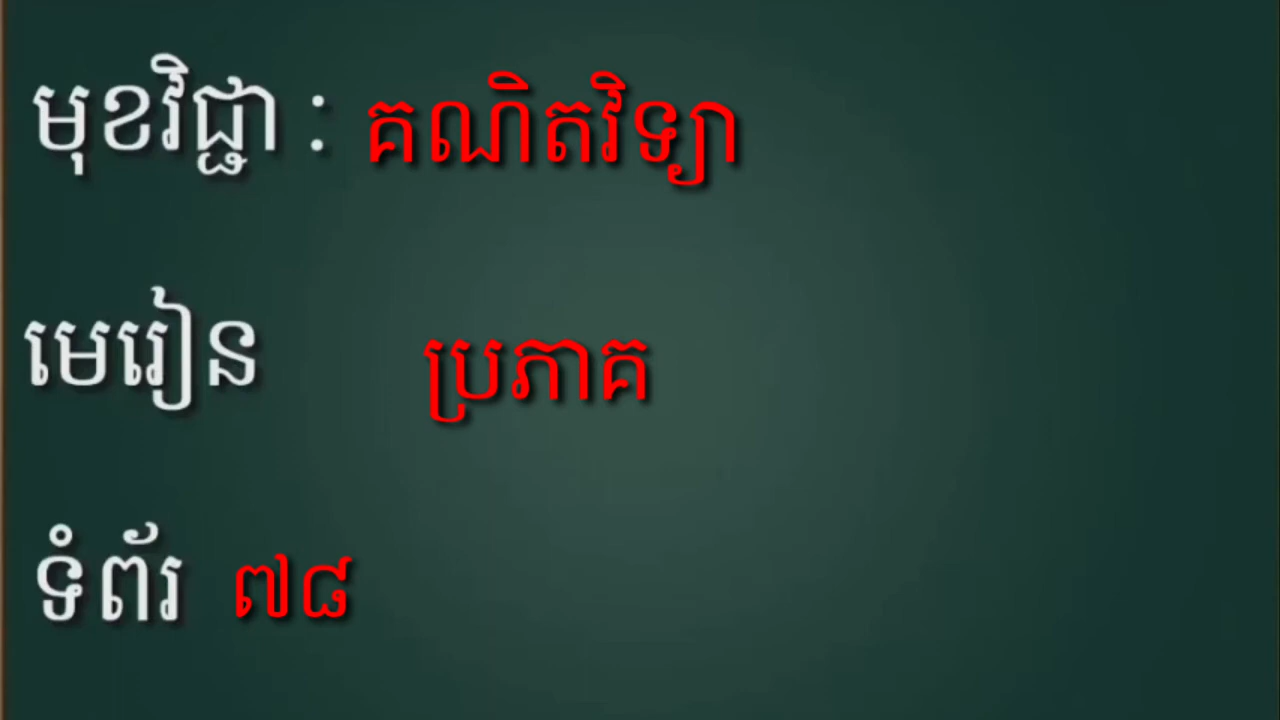 មុខវិជ្ជា : គណិតវិទ្យា
មេរៀន ប្រភាគ
ទំព័រ ៧៨